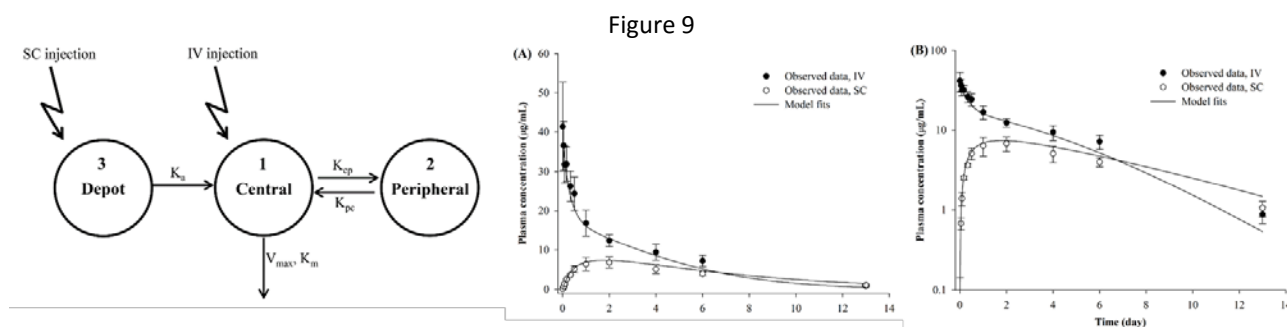 Figure 9
SC injection
IV injection
3
Depot
Ka
1
Central
Kcp
Kpc
2
Peripheral
Vmax, Km
(A)
Plasma concentration (µg/mL)
60
50
40
30
20
10
0
Observed data, IV
Observed data, SC
Model fits
0 2 4 6 8 10 12 14
(B)
Plasma concentration (µg/mL)
100
10
1
0.1
Observed data, IV
Observed data, SC
Model fits
0 2 4 6 8 10 12 14
Time (day)